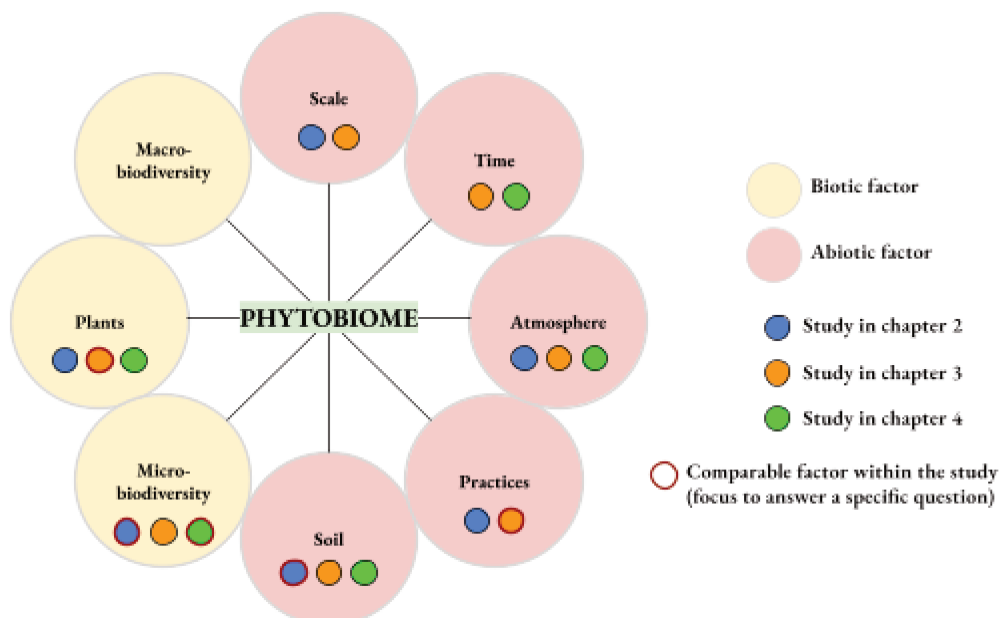 Scale
Macro-
biodiversity
Time
Biotic factor
Abiotic factor
Plants
PHYTOBIOME
Atmosphere
Study in chapter 2
Study in chapter 3
Study in chapter 4
Micro-
biodiversity
Practices
Comparable factor within the study
(focus to answer a specific question)
Soil